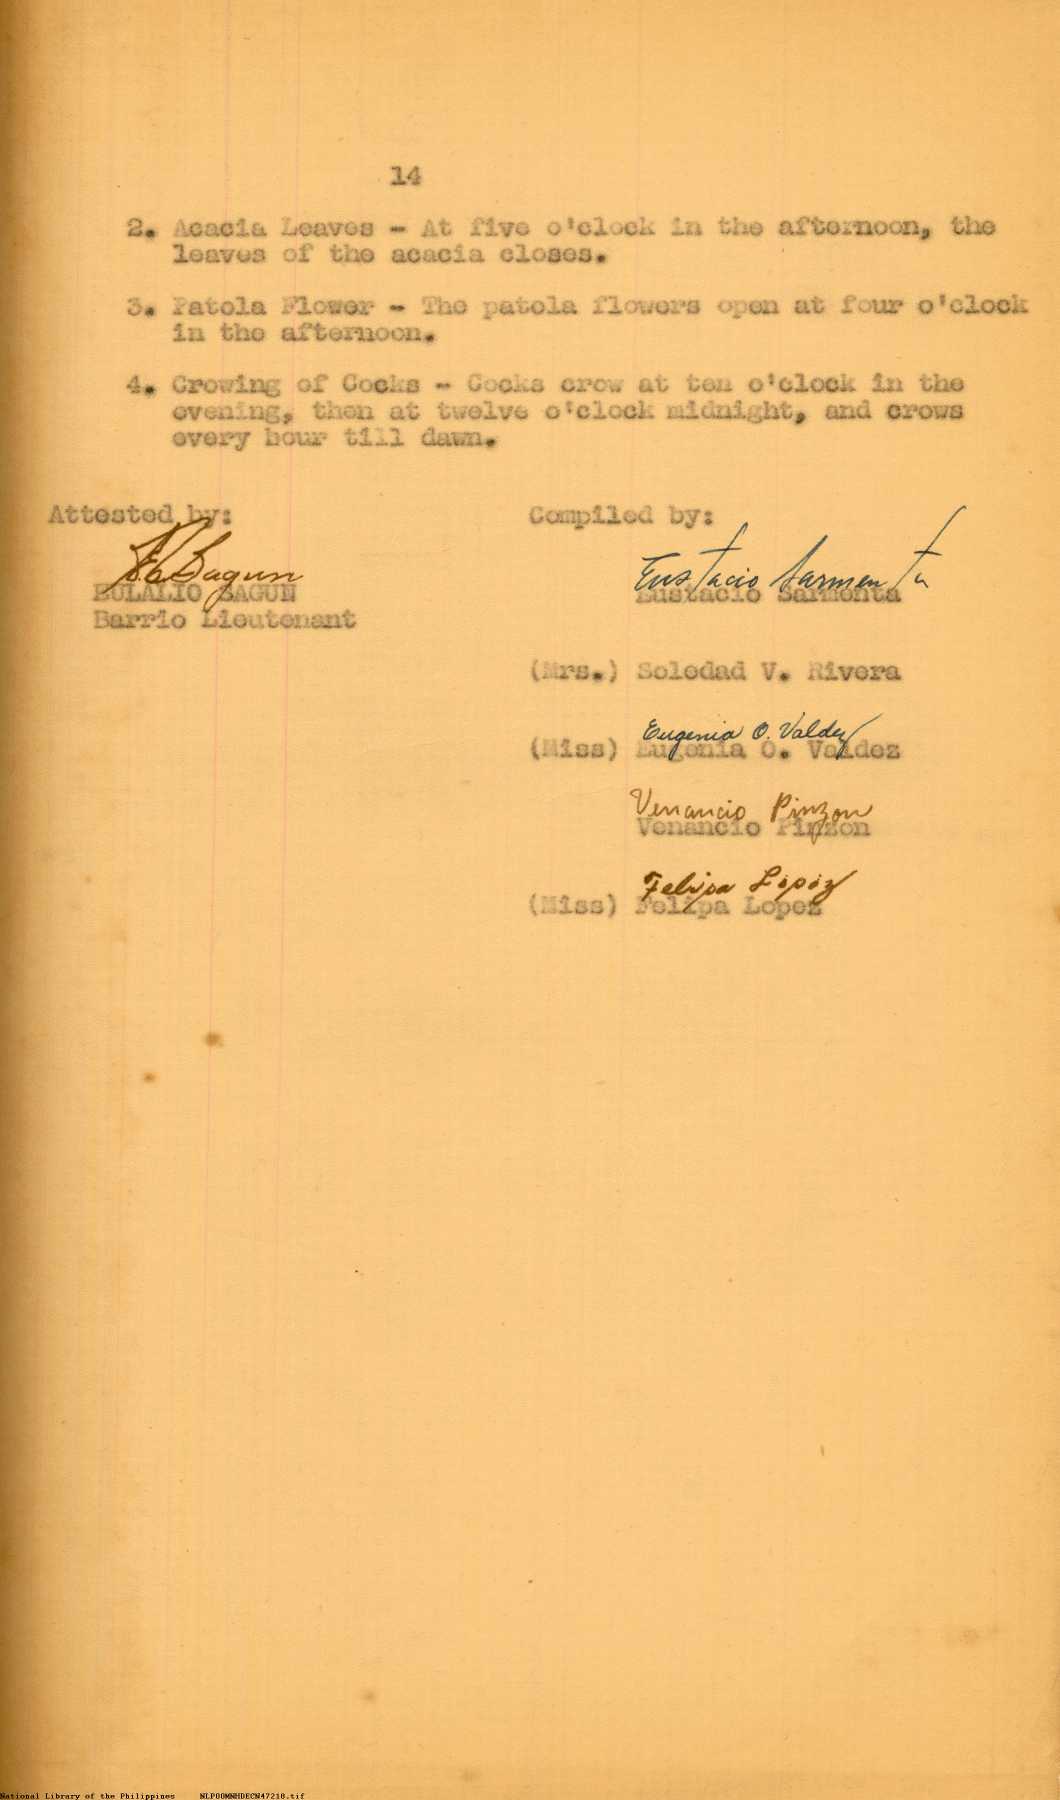 14
2. Acacia Leaves - At five o'clock in the afternoon, the
leaves of the acacia closes.
3. Patola Flower - The patola flowers open at four o'clock
in the afternoon.
4. Crowing of Cocks - Cocks crow at ten o'clock in the
evening, then at twelve o'clock midnight, and crows
every hour till dawn.
Attested by: Compiled by:
Sagun Eustacio Sarmenta
EULALIO SAGUN Eustacio Sarmenta
Barrio Lieutenant
(Mrs.) Soledad V. Rivera
Eugenia O. Valdez
(Miss) Eugenia O. Valdez
Venancio Pinzon
Venancio Pinzon
Felipa Lopez
(Miss) Felipa Lopez
National Library of the Philippines NLP00MNHDECN47210.tif